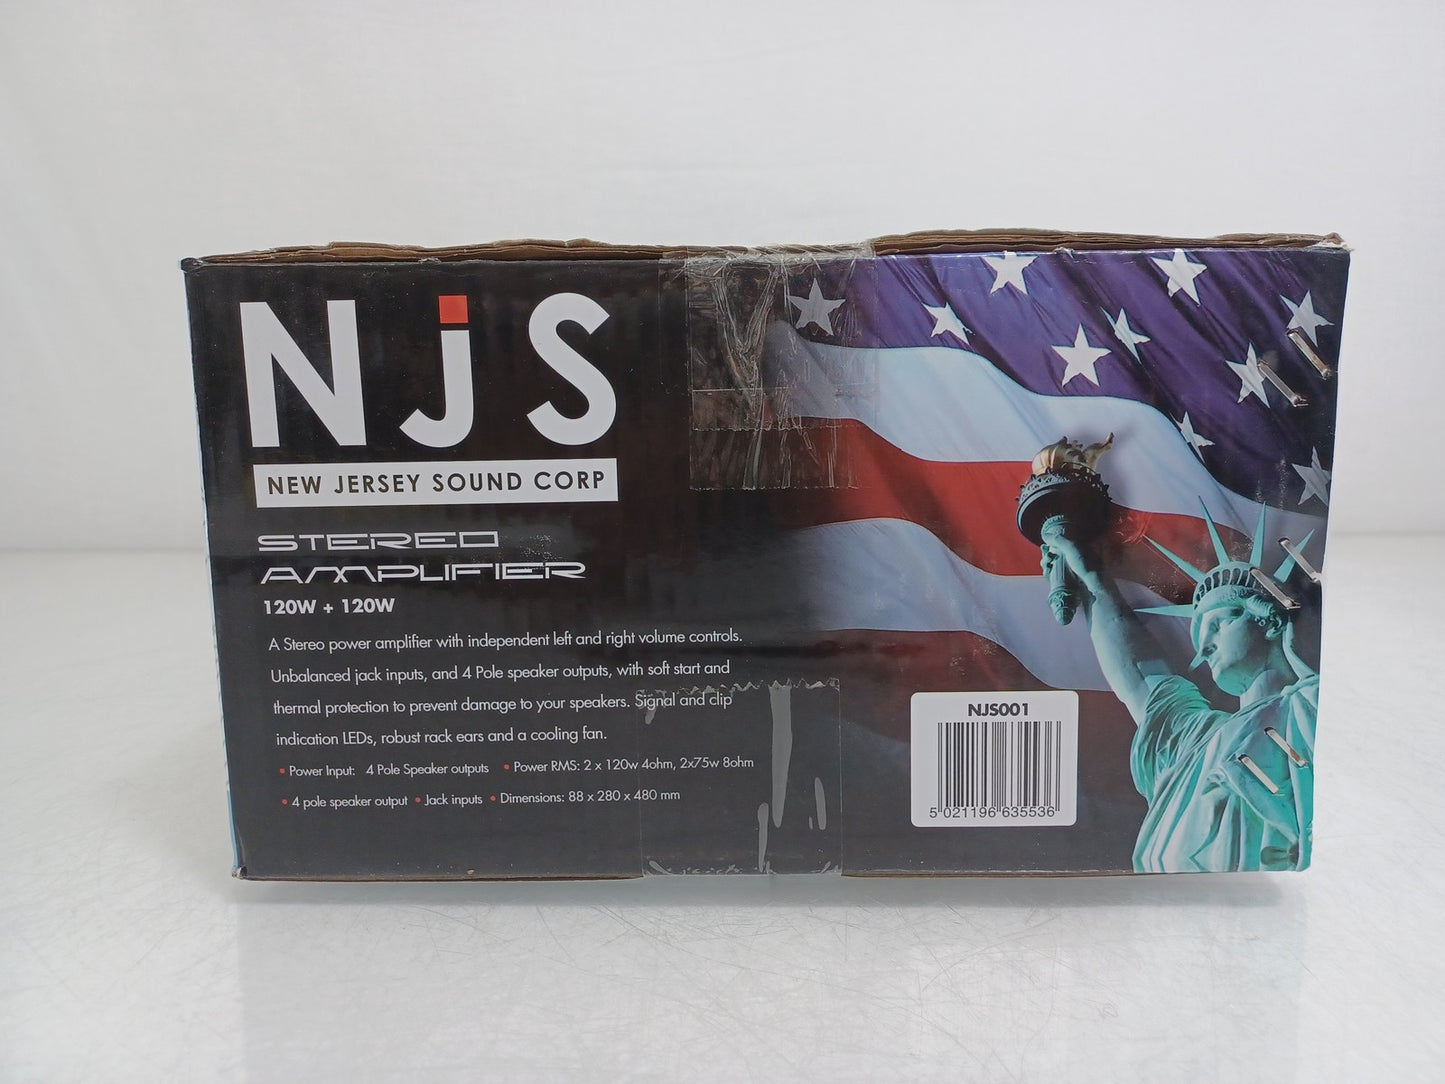 NjS
NEW JERSEY SOUND CORP
STEREO
AMPLIFIER
120W + 120W
A Stereo power amplifier with independent left and right volume controls.
Unbalanced jack inputs, and 4 Pole speaker outputs, with soft start and
thermal protection to prevent damage to your speakers. Signal and clip
indication LEDs, robust rack ears and a cooling fan.
• Power Input: 4 Pole Speaker outputs • Power RMS: 2 x 120w 4ohm, 2x75w 8ohm
• 4 pole speaker output • Jack inputs • Dimensions: 88 x 280 x 480 mm
NJS001
5 021196 635536